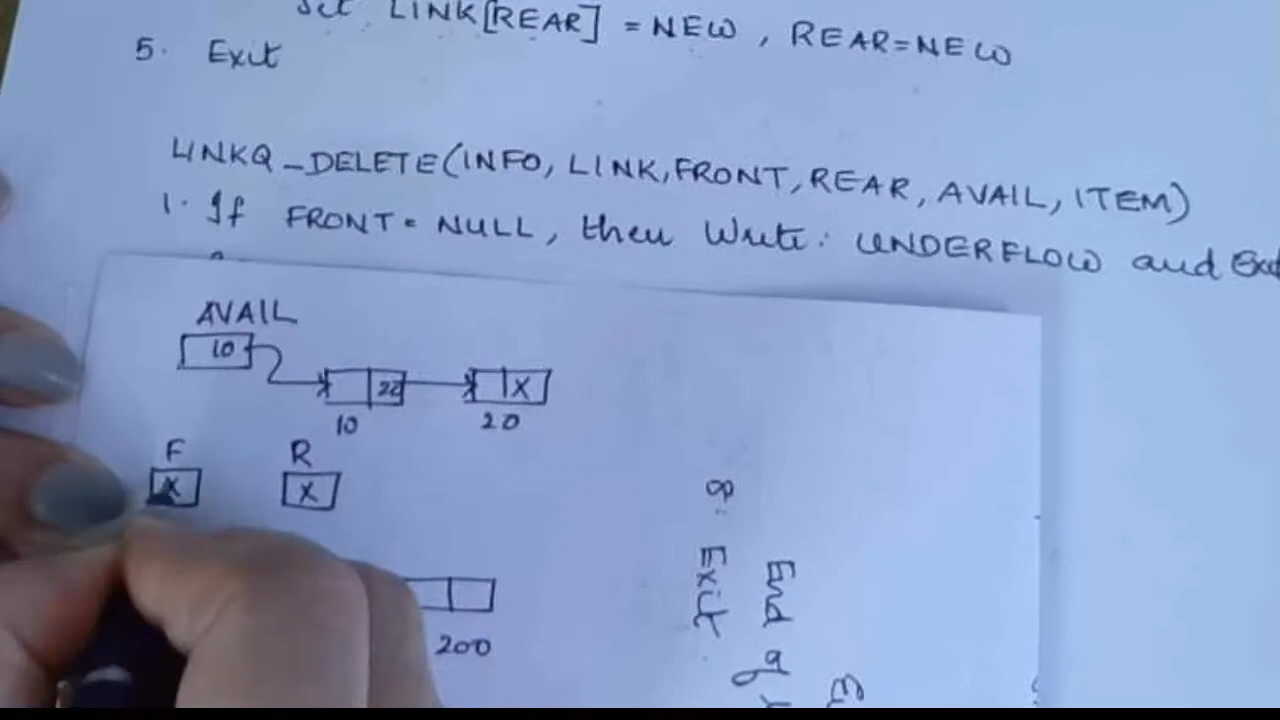 Set LINK[REAR] = NEW, REAR=NEW
5. Exit
LINKQ_DELETE(INFO, LINK, FRONT, REAR, AVAIL, ITEM)
1. If FRONT = NULL, then Write: UNDERFLOW and
AVAIL
10
20 X
10 20
F R
X X
200
8. Exit.
End of